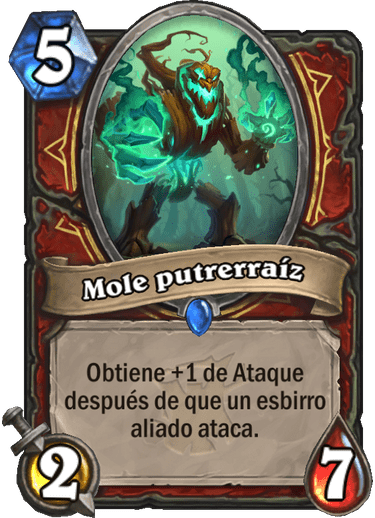 5
Mole putrerraíz
Obtiene +1 de Ataque
después de que un esbirro
aliado ataca.
2
7